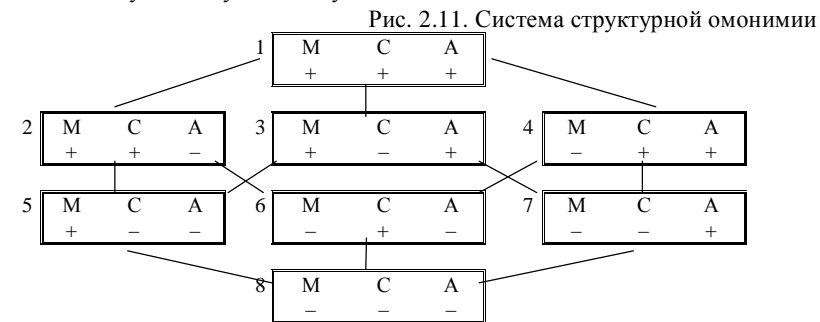 Рис. 2.11. Система структурной омонимии
1 М С А
+ + +
2 М С А 3 М С А 4 М С А
+ + – + – + – + +
5 М С А 6 М С А 7 М С А
+ – – – + – – – +
8 М С А
– – –